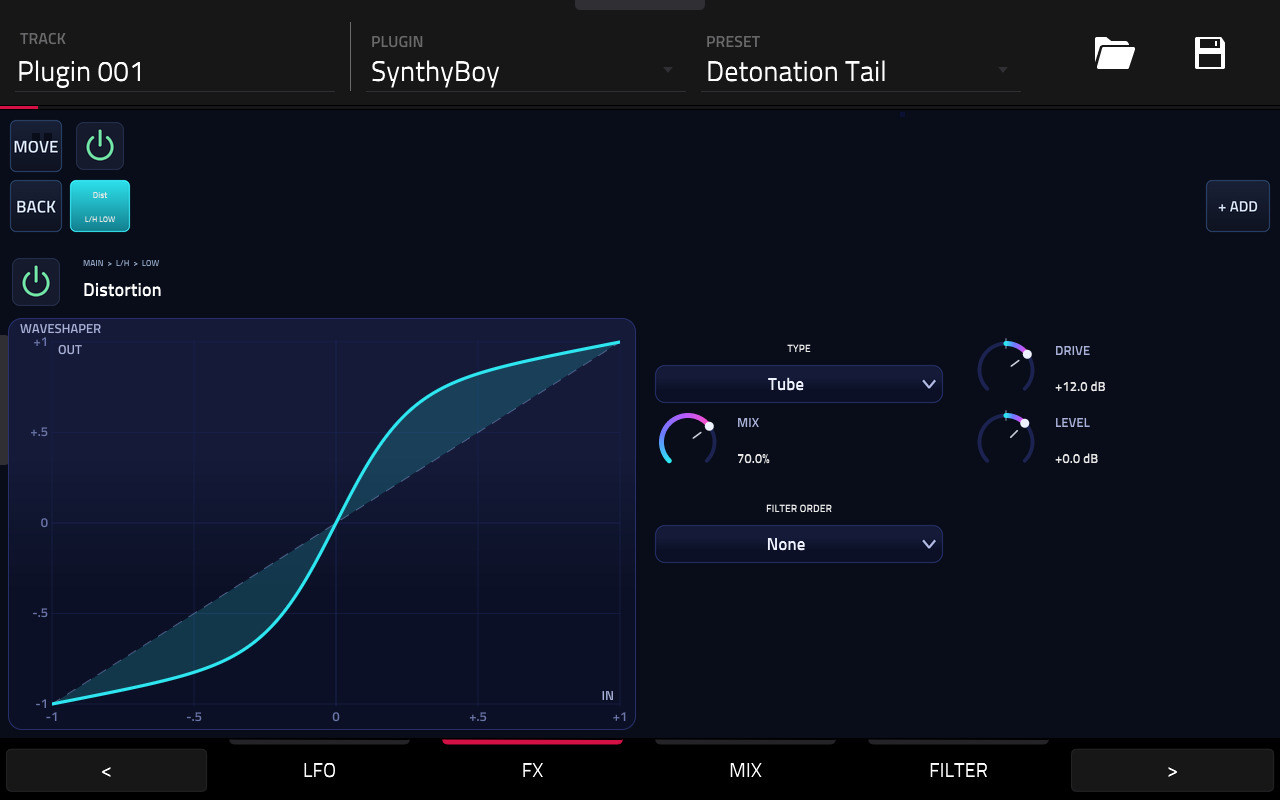 TRACK
Plugin 001
PLUGIN
SynthyBoy
PRESET
Detonation Tail
MOVE
BACK
Dist
L/H LOW
+ ADD
MAIN > L/H > LOW
Distortion
WAVESHAPER
OUT
+1
+.5
0
-.5
-1
IN
-1
-.5
0
+.5
+1
TYPE
Tube
DRIVE
+12.0 dB
MIX
70.0%
LEVEL
+0.0 dB
FILTER ORDER
None
<
LFO
FX
MIX
FILTER
>